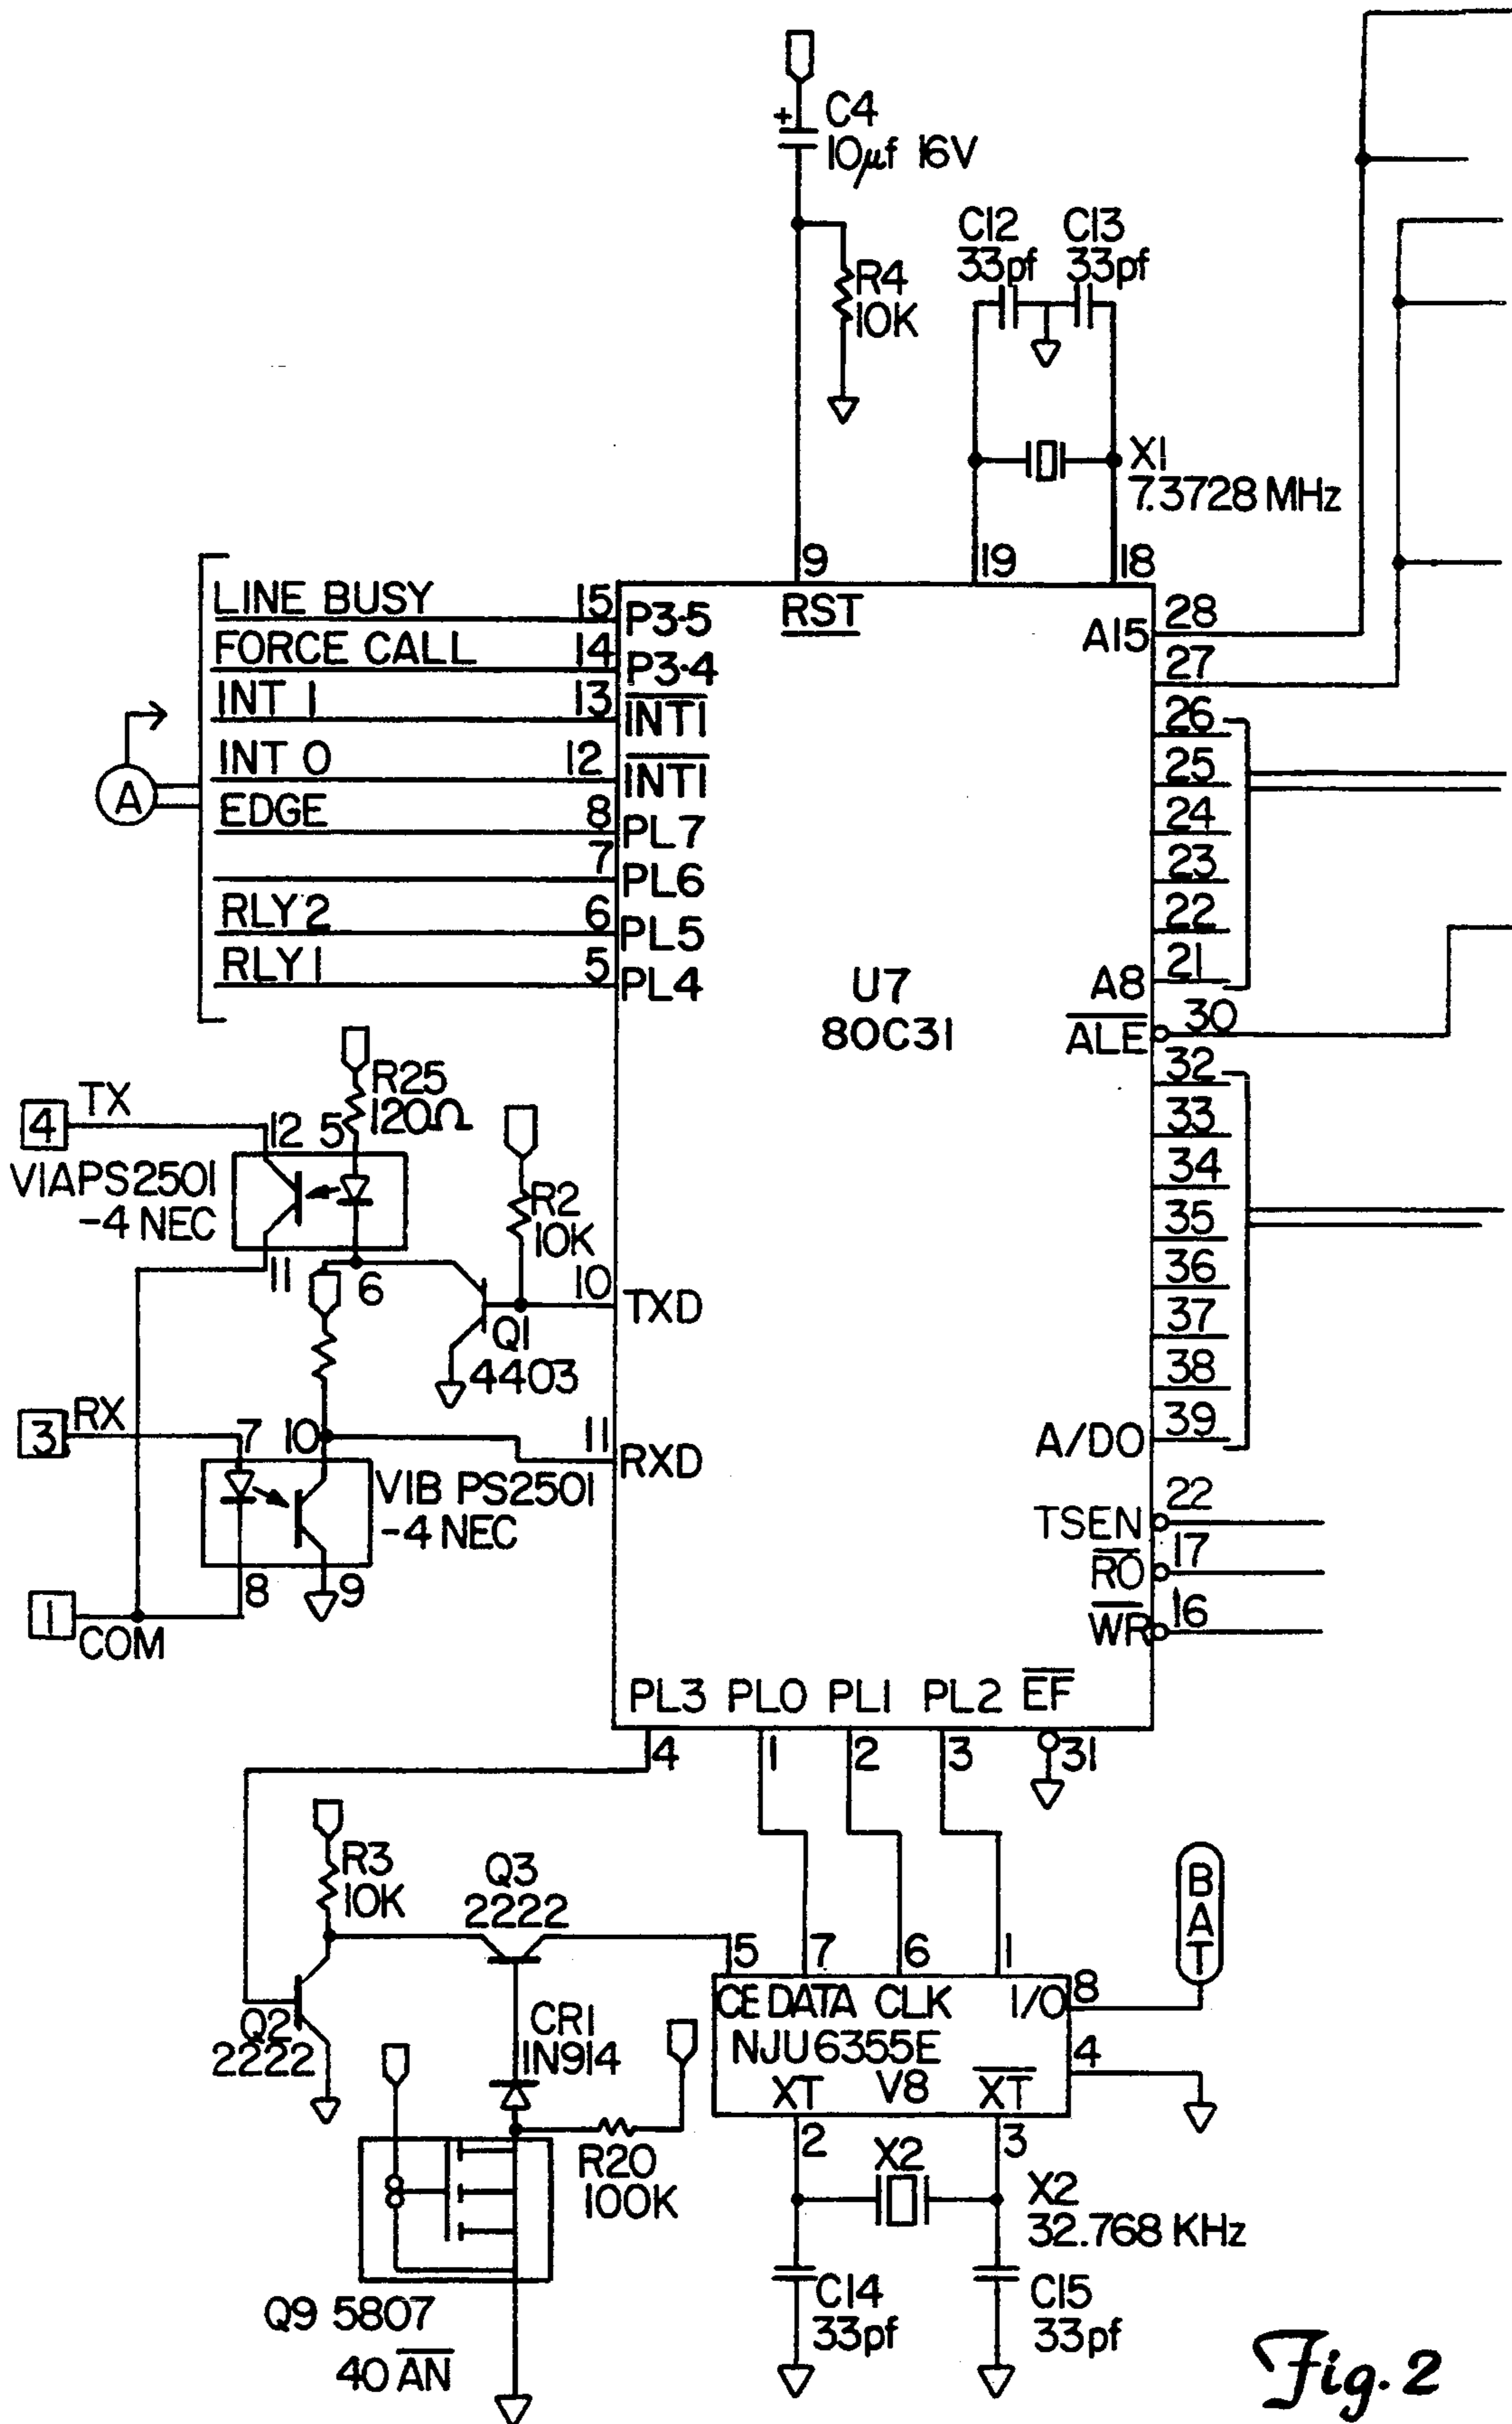 C4
+
10µf 16V
C12
33pf
C13
33pf
R4
10K
X1
7.3728 MHz
9
19
18
RST
LINE BUSY 15 P3·5
FORCE CALL 14 P3·4
INT 1 13 INT1
INT 0 12 INT1
EDGE 8 PL7
7 PL6
RLY 2 6 PL5
RLY 1 5 PL4
A
A15 28
27
26
25
24
23
22
A8 21
U7
80C31
ALE 30
32
33
34
35
36
37
38
A/D0 39
TSEN 22
RO 17
WR 16
R25
120Ω
4 TX
12 5
V1A PS2501
-4 NEC
11 6
R2
10K
10 TXD
Q1
4403
3 RX
7 10
11 RXD
V1B PS2501
-4 NEC
8 9
1 COM
PL3 PL0 PL1 PL2 EF
4 1 2 3 31
R3
10K
Q3
2222
BAT
5 7 6 1
CE DATA CLK I/O 8
NJU6355E
V8
4
XT XT
2 3
Q2
2222
CR1
1N914
R20
100K
X2
X2
32.768 KHz
Q9 5807
40 AN
C14
33pf
C15
33pf
Fig. 2